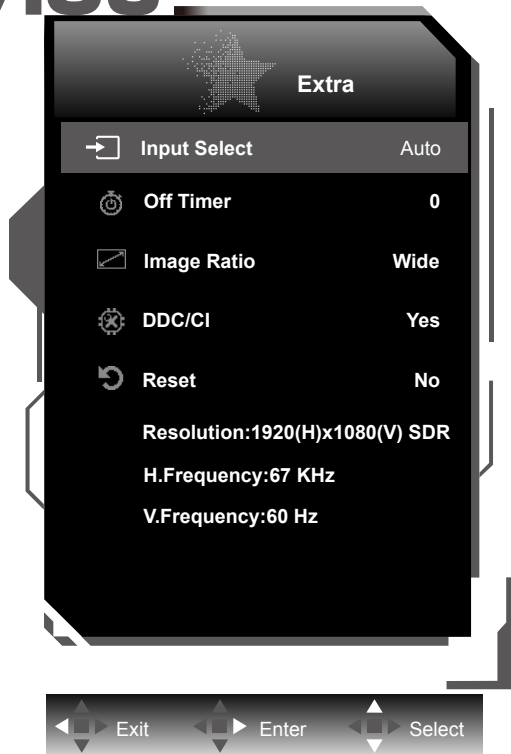 Extra
Input Select Auto
Off Timer 0
Image Ratio Wide
DDC/CI Yes
Reset No
Resolution:1920(H)x1080(V) SDR
H.Frequency:67 KHz
V.Frequency:60 Hz
Exit Enter Select